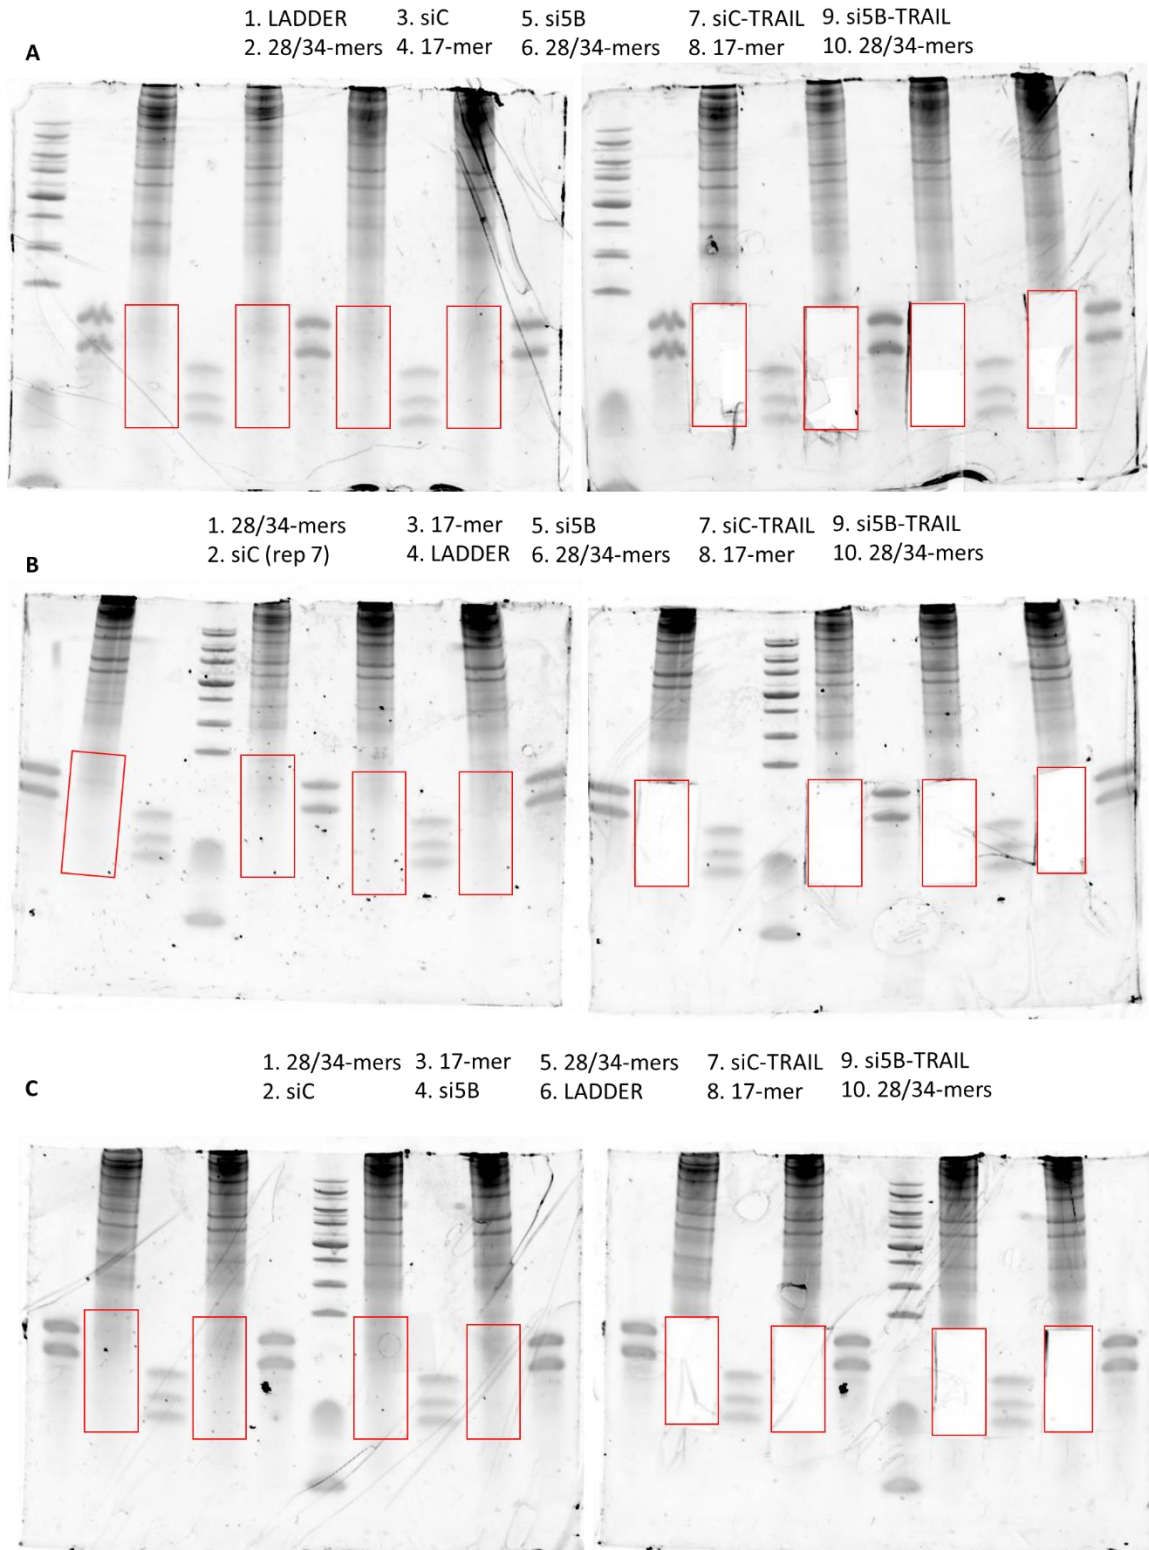 1. LADDER 3. siC 5. si5B 7. siC-TRAIL 9. si5B-TRAIL
2. 28/34-mers 4. 17-mer 6. 28/34-mers 8. 17-mer 10. 28/34-mers
A
1. 28/34-mers 3. 17-mer 5. si5B 7. siC-TRAIL 9. si5B-TRAIL
2. siC (rep 7) 4. LADDER 6. 28/34-mers 8. 17-mer 10. 28/34-mers
B
1. 28/34-mers 3. 17-mer 5. 28/34-mers 7. siC-TRAIL 9. si5B-TRAIL
2. siC 4. si5B 6. LADDER 8. 17-mer 10. 28/34-mers
C